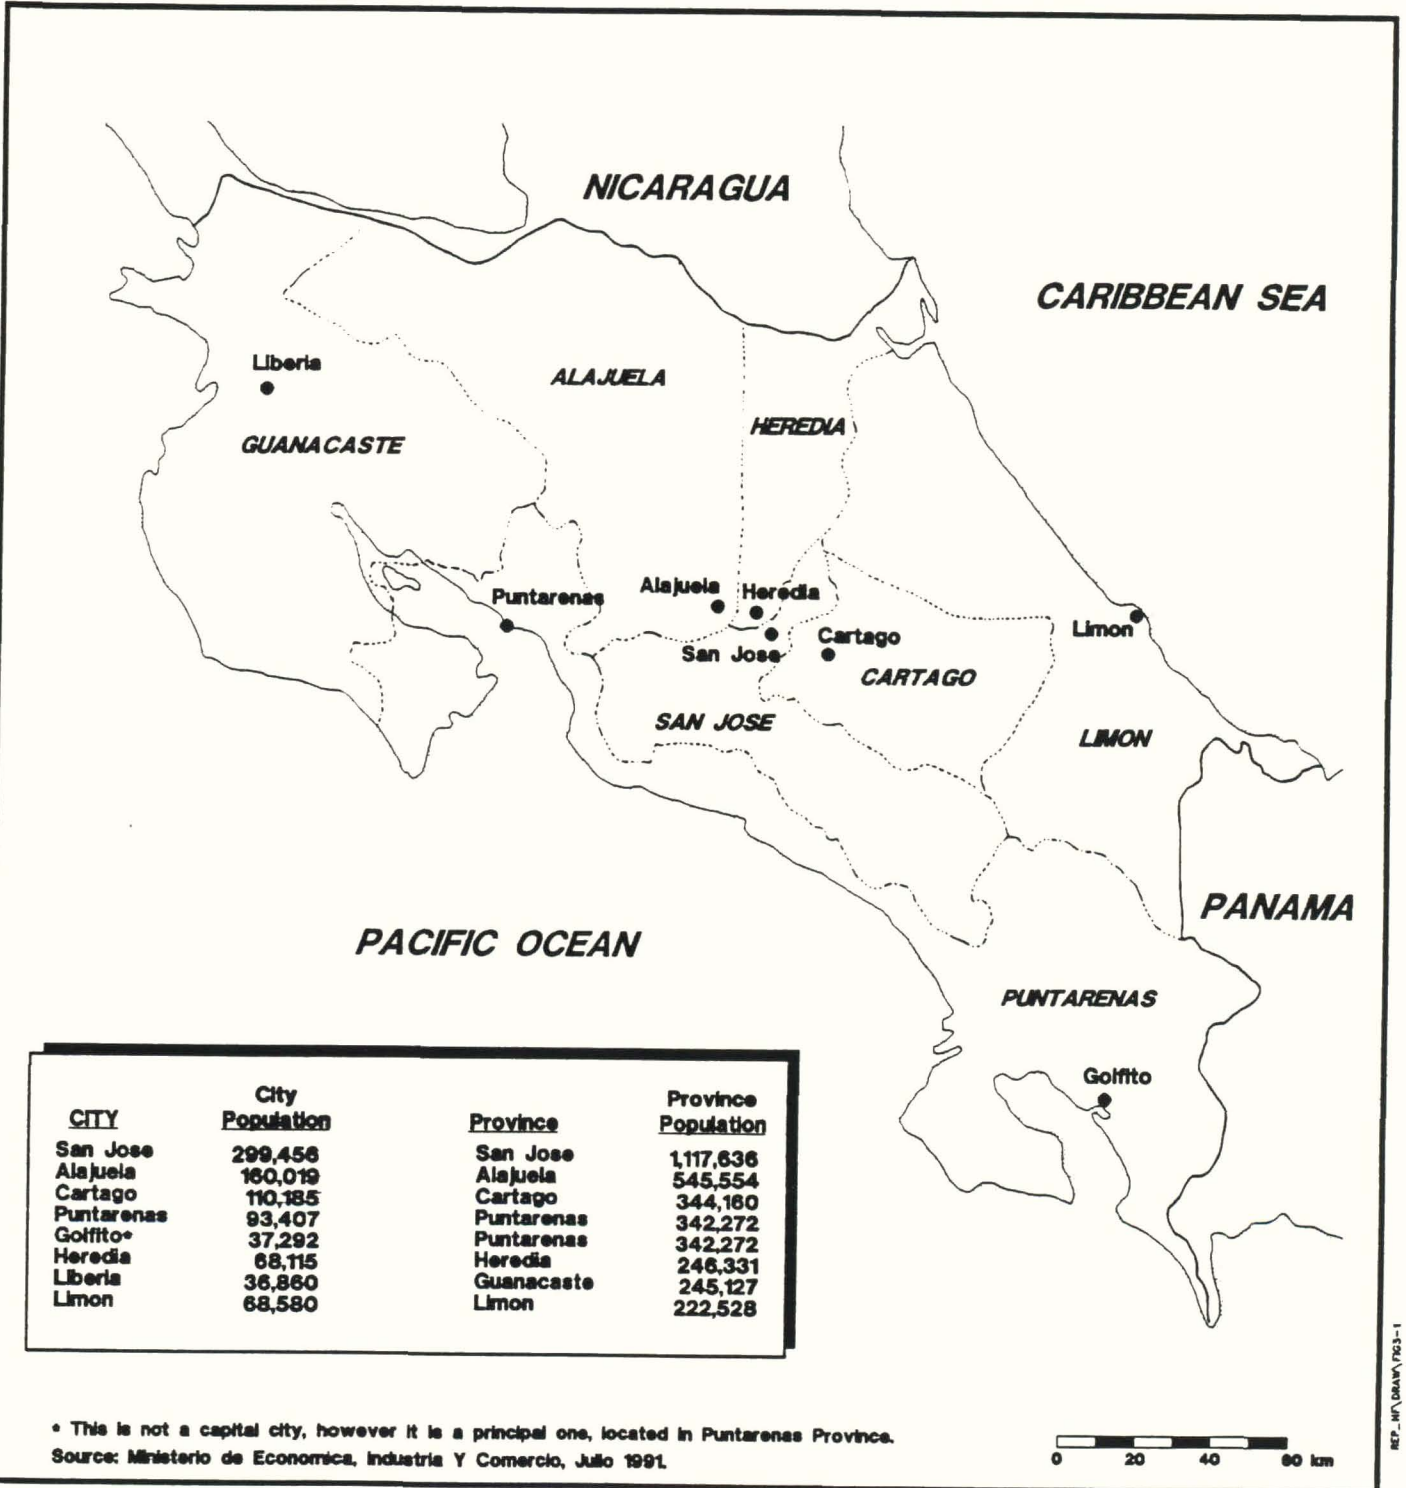 NICARAGUA
CARIBBEAN SEA
Liberia
ALAJUELA
HEREDIA
GUANACASTE
Alajuela
Heredia
Puntarenas
Limon
San Jose
Cartago
CARTAGO
SAN JOSE
LIMON
PANAMA
PACIFIC OCEAN
PUNTARENAS
Golfito
CITY City Population Province Province Population
San Jose 299,456 San Jose 1,117,636
Alajuela 160,019 Alajuela 545,554
Cartago 110,185 Cartago 344,160
Puntarenas 93,407 Puntarenas 342,272
Golfito* 37,292 Puntarenas 342,272
Heredia 68,115 Heredia 246,331
Liberia 36,860 Guanacaste 245,127
Limon 68,580 Limon 222,528
* This is not a capital city, however it is a principal one, located in Puntarenas Province.
Source: Ministerio de Economica, Industria Y Comercio, Julio 1991.
0 20 40 60 km
REP_NF\DRAW\FIG3-1